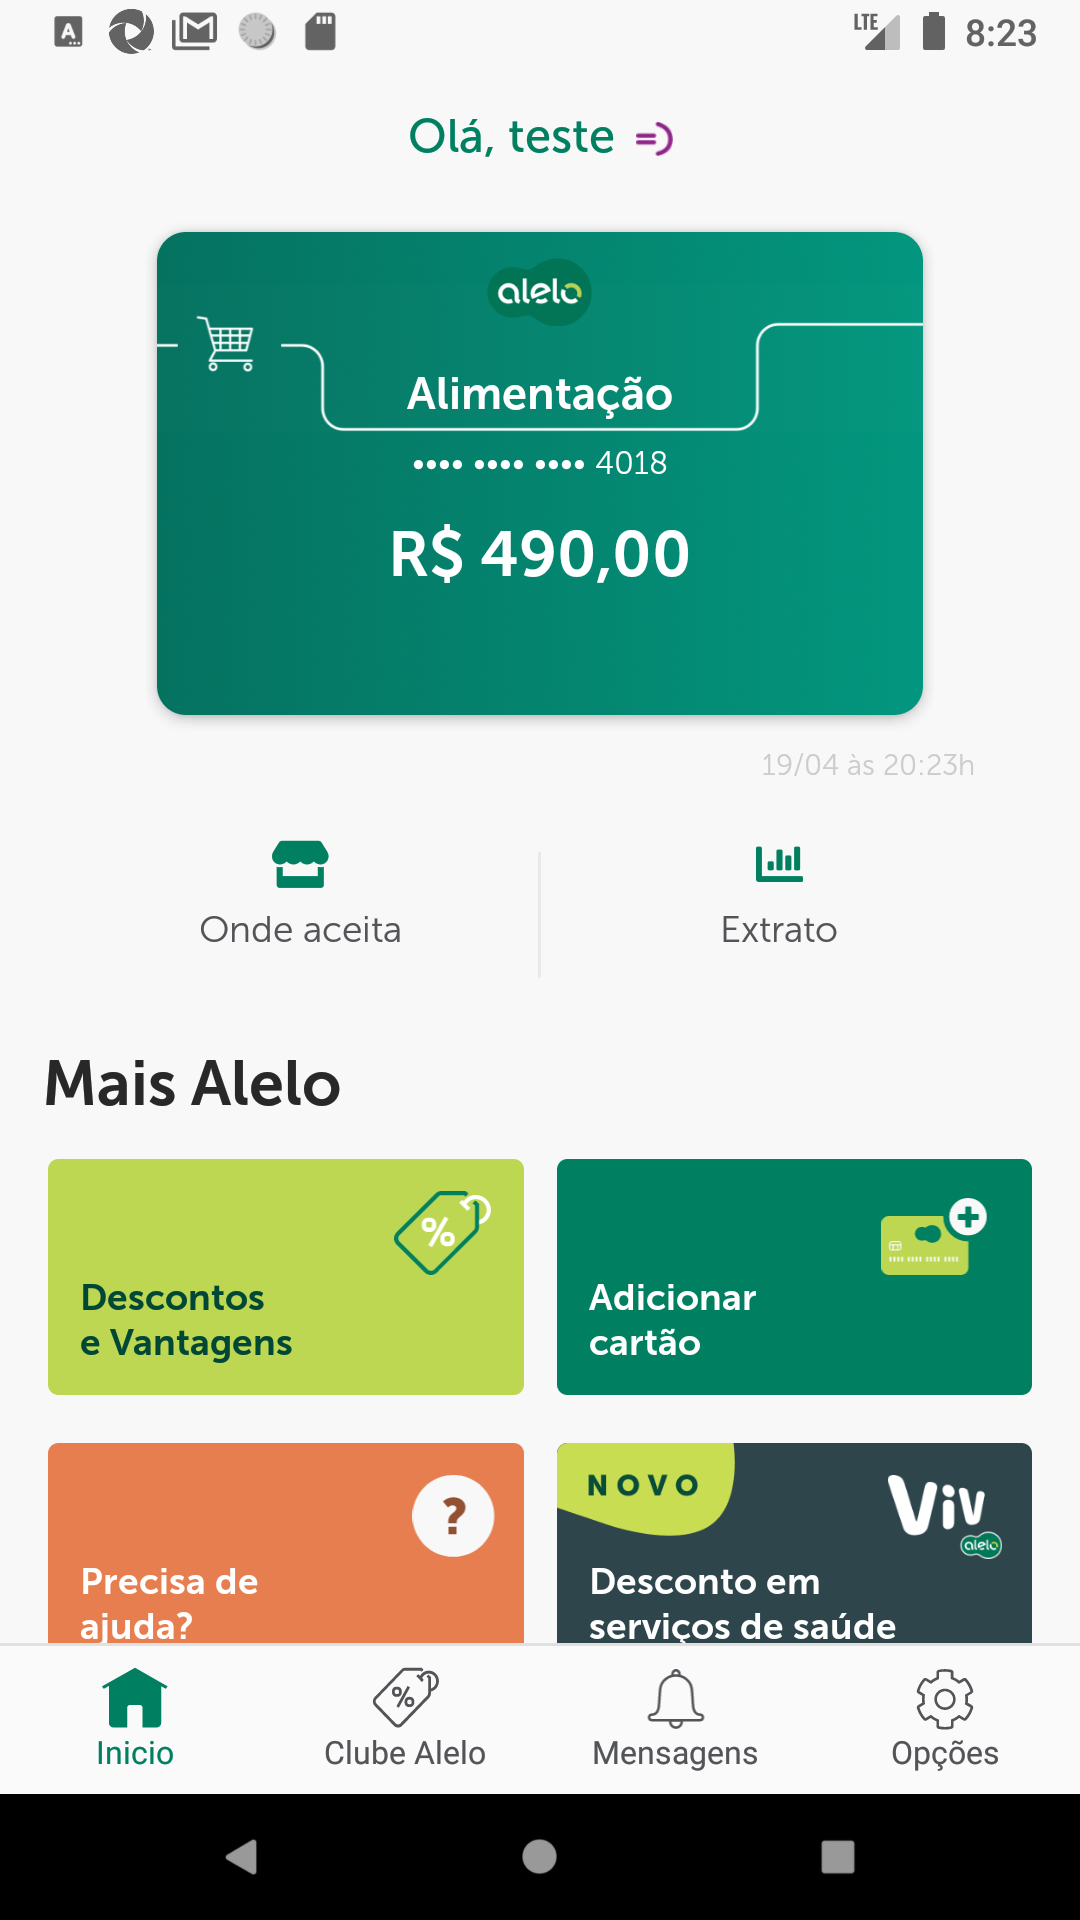 LTE 8:23
Olá, teste =)
alelo
Alimentação
•••• •••• •••• 4018
R$ 490,00
19/04 às 20:23h
Onde aceita
Extrato
Mais Alelo
%
Descontos
e Vantagens
Adicionar
cartão
?
Precisa de
ajuda?
NOVO
Viv
alelo
Desconto em
serviços de saúde
Inicio
Clube Alelo
Mensagens
Opções